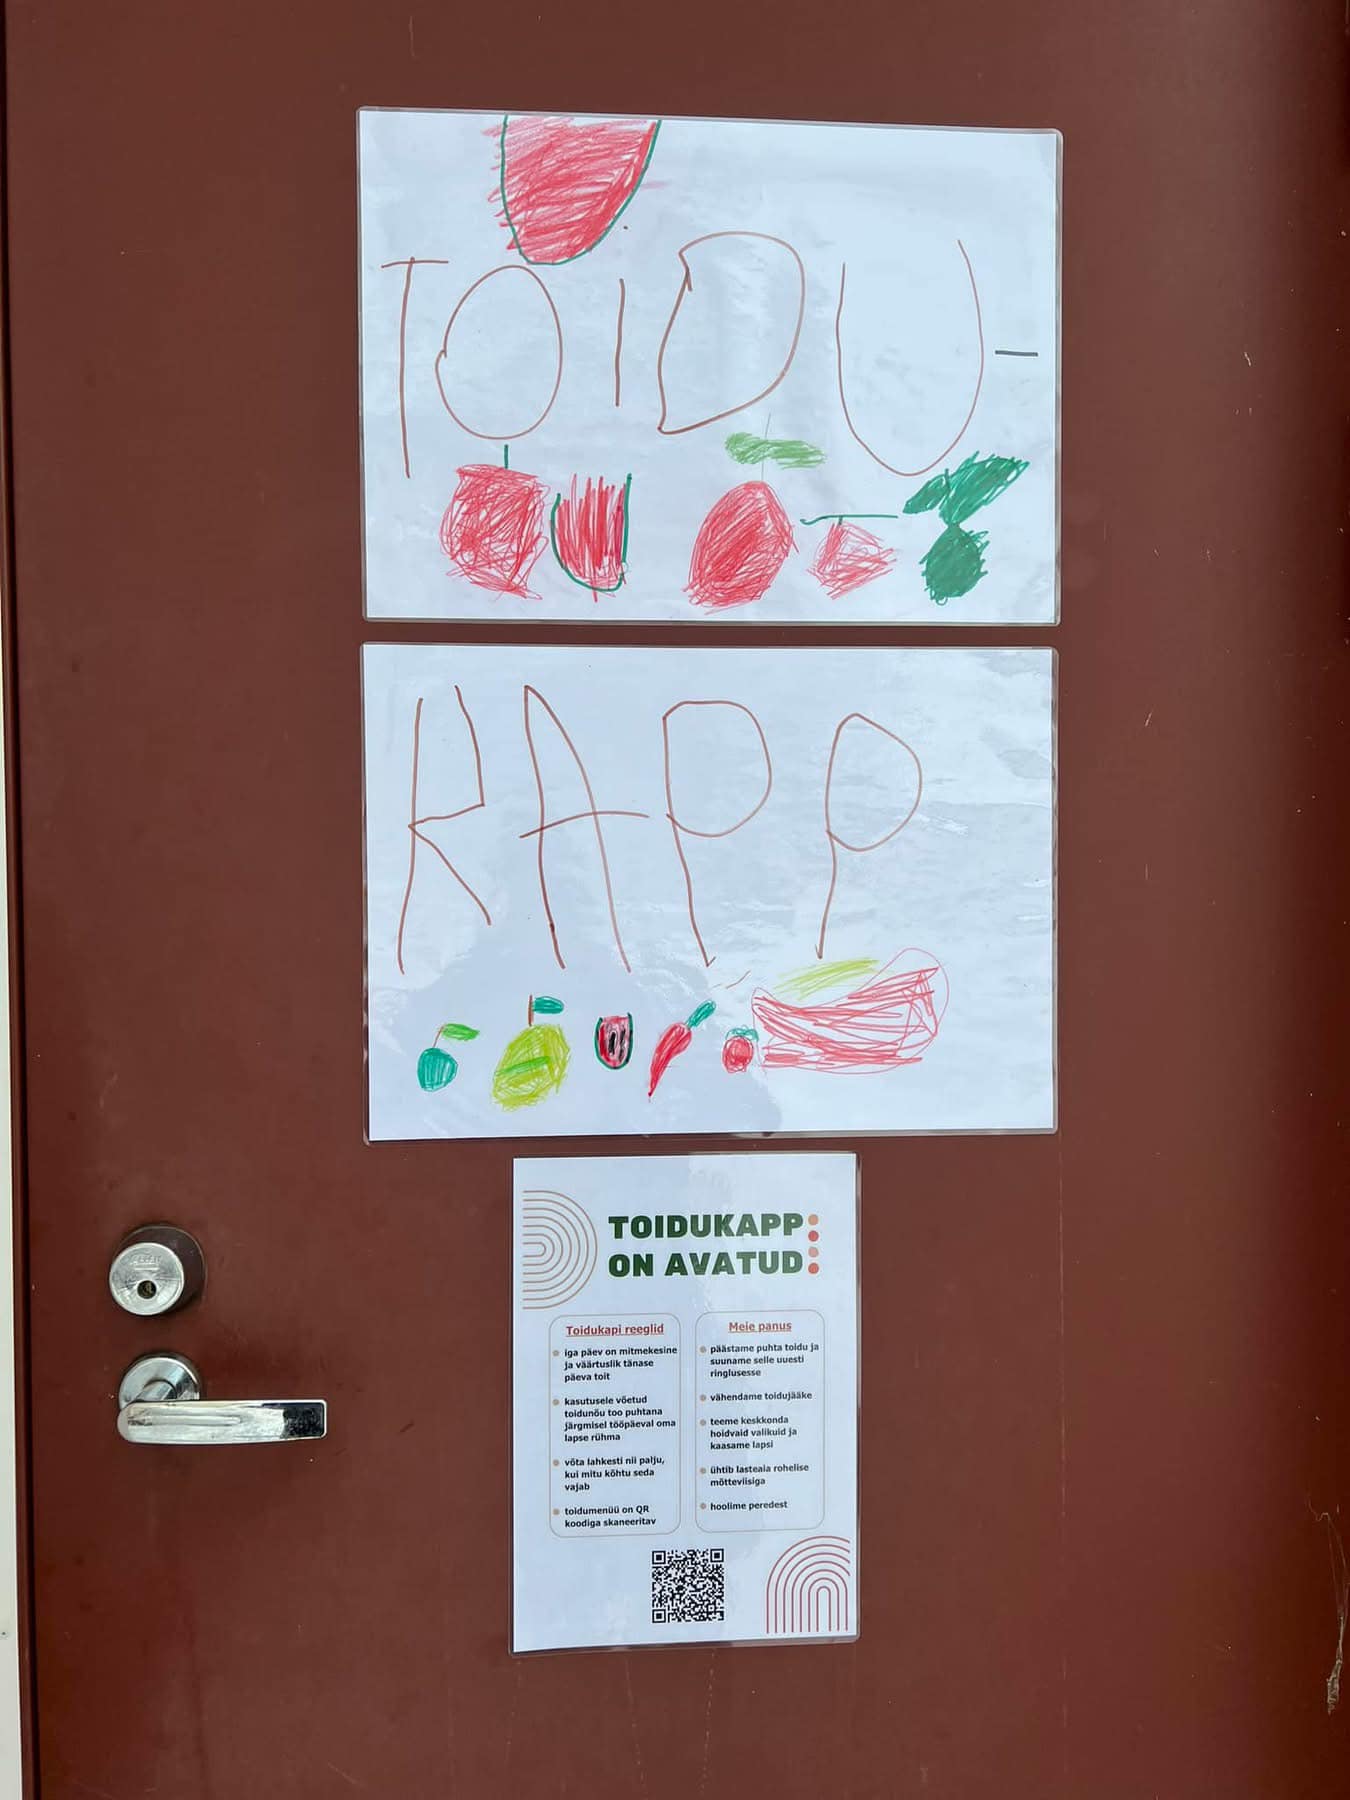 TOIDU-
KAPP
TOIDUKAPP
ON AVATUD
Toidukapi reeglid
iga päev on mitmekesine
ja väärtuslik tänase
päeva toit
kasutusele võetud
toidunõu too puhtana
järgmisel tööpäeval oma
lapse rühma
võta lahkesti nii palju,
kui mitu kõhtu seda
vajab
toidumenüü on QR
koodiga skaneeritav
Meie panus
päästame puhta toidu ja
suuname selle uuesti
ringlusesse
vähendame toidujääke
teeme keskkonda
hoidvaid valikuid ja
kaasame lapsi
ühtib lasteaia rohelise
mõtteviisiga
hoolime peredest